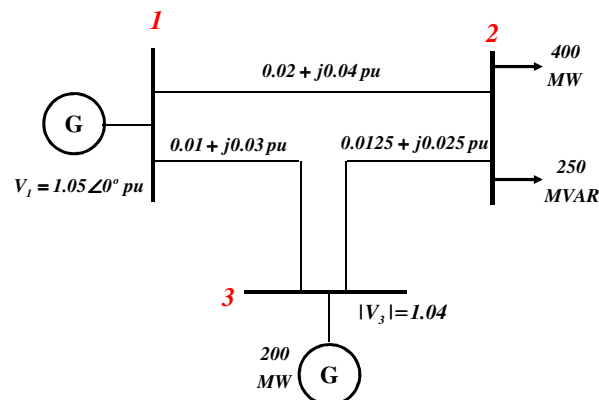 1
2
400
MW
0.02 + j0.04 pu
G
0.01 + j0.03 pu
0.0125 + j0.025 pu
V₁ = 1.05∠0° pu
250
MVAR
3
|V₃| = 1.04
200
MW
G